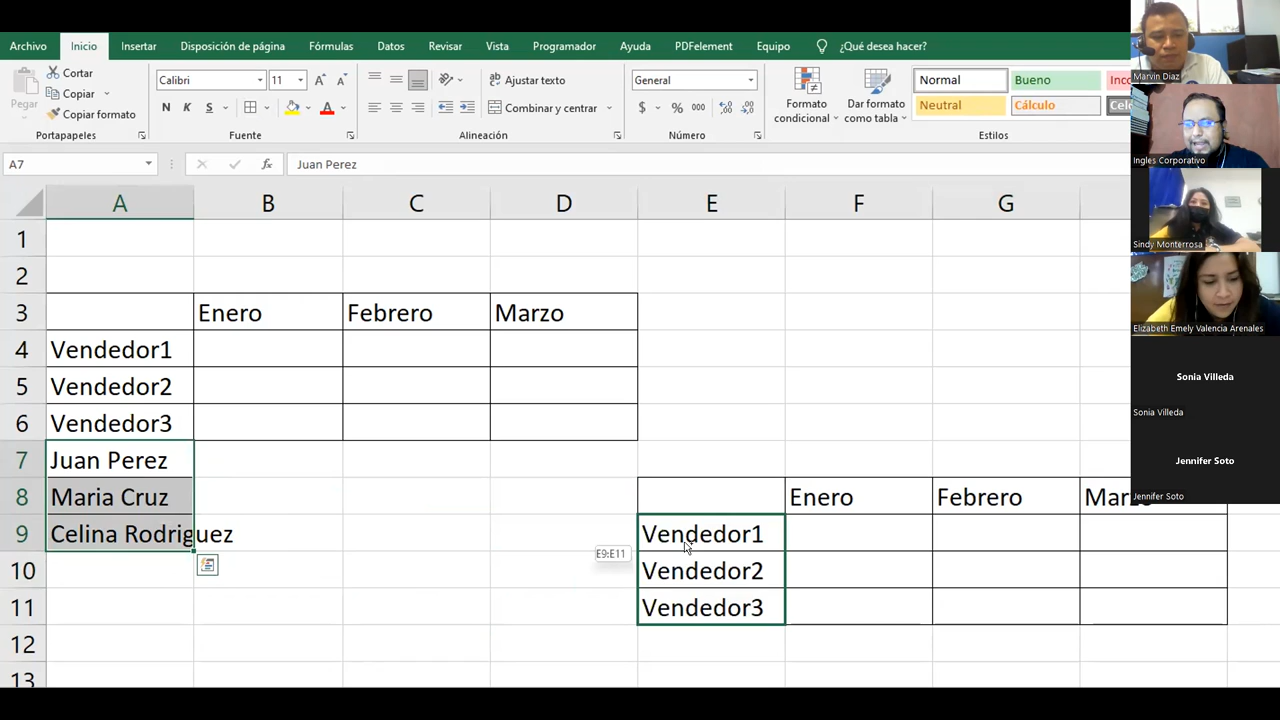 Archivo Inicio Insertar Disposición de página Fórmulas Datos Revisar Vista Programador Ayuda PDFelement Equipo ¿Qué desea hacer?
Pegar
Cortar
Copiar
Copiar formato
Portapapeles
Calibri 11
N K S
Fuente
Ajustar texto
Combinar y centrar
Alineación
General
$ % 000
Número
Formato condicional
Dar formato como tabla
Normal Bueno
Neutral Cálculo
Estilos
A7 fx Juan Perez
A B C D E F G
1
2
3 Enero Febrero Marzo
4 Vendedor1
5 Vendedor2
6 Vendedor3
7 Juan Perez
8 Maria Cruz Enero Febrero
9 Celina Rodriguez Vendedor1
E9:E11
10 Vendedor2
11 Vendedor3
12
13
Marvin Diaz
Ingles Corporativo
Sindy Monterrosa
Elizabeth Emely Valencia Arenales
Sonia Villeda
Sonia Villeda
Jennifer Soto
Jennifer Soto